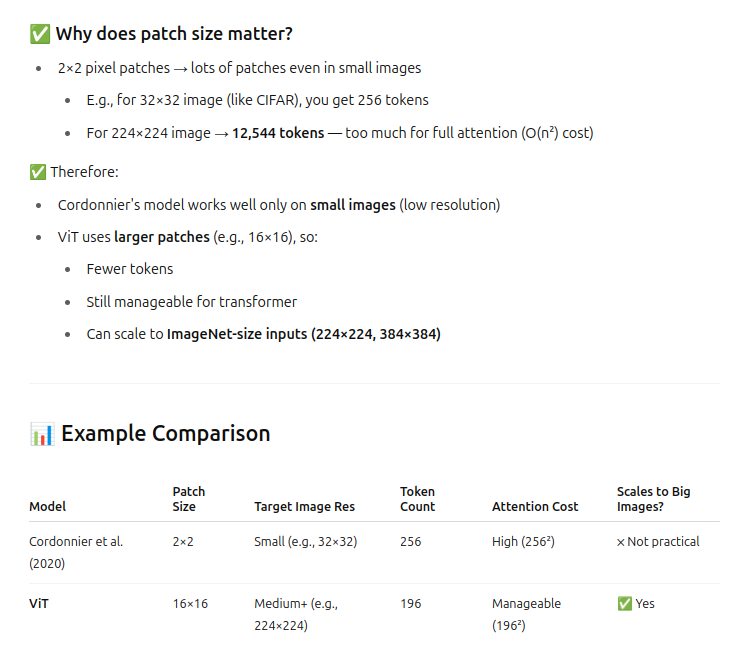 ✅ Why does patch size matter?
• 2×2 pixel patches → lots of patches even in small images
• E.g., for 32×32 image (like CIFAR), you get 256 tokens
• For 224×224 image → 12,544 tokens — too much for full attention (O(n²) cost)
✅ Therefore:
• Cordonnier's model works well only on small images (low resolution)
• ViT uses larger patches (e.g., 16×16), so:
• Fewer tokens
• Still manageable for transformer
• Can scale to ImageNet-size inputs (224×224, 384×384)
📊 Example Comparison
Model Patch Size Target Image Res Token Count Attention Cost Scales to Big Images?
Cordonnier et al. (2020) 2×2 Small (e.g., 32×32) 256 High (256²) × Not practical
ViT 16×16 Medium+ (e.g., 224×224) 196 Manageable (196²) ✅ Yes